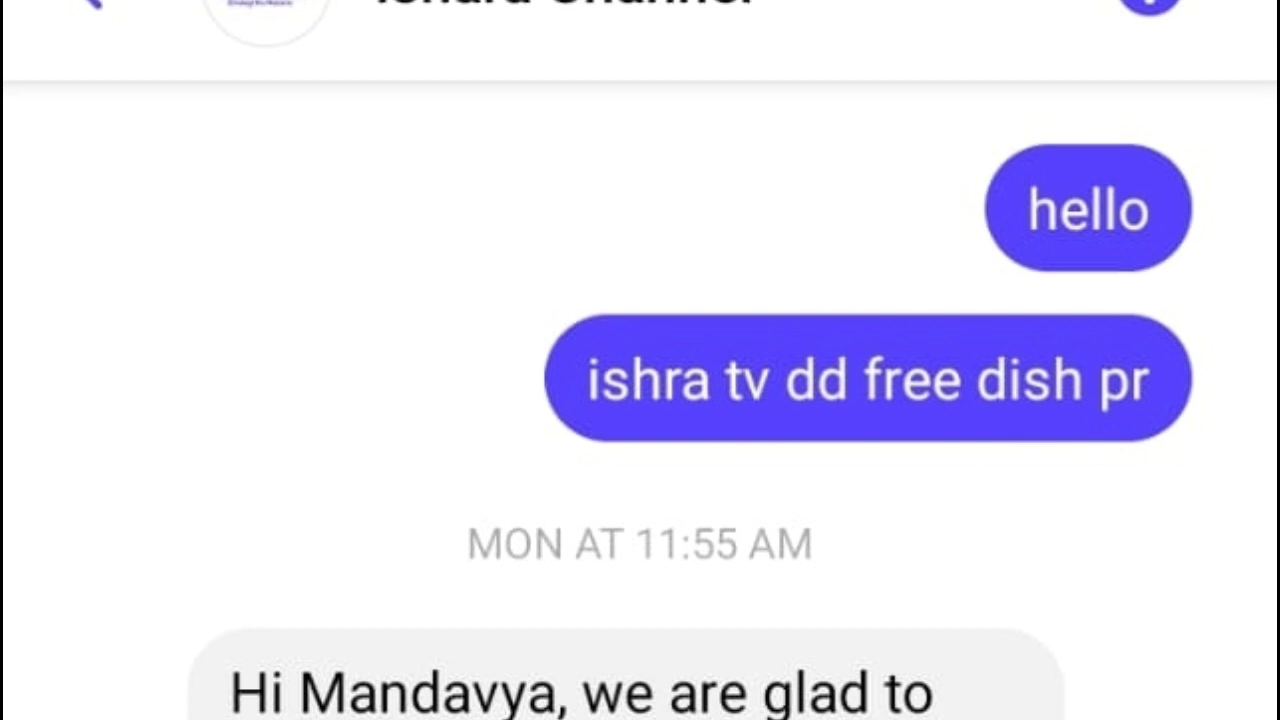 hello
ishra tv dd free dish pr
MON AT 11:55 AM
Hi Mandavya, we are glad to